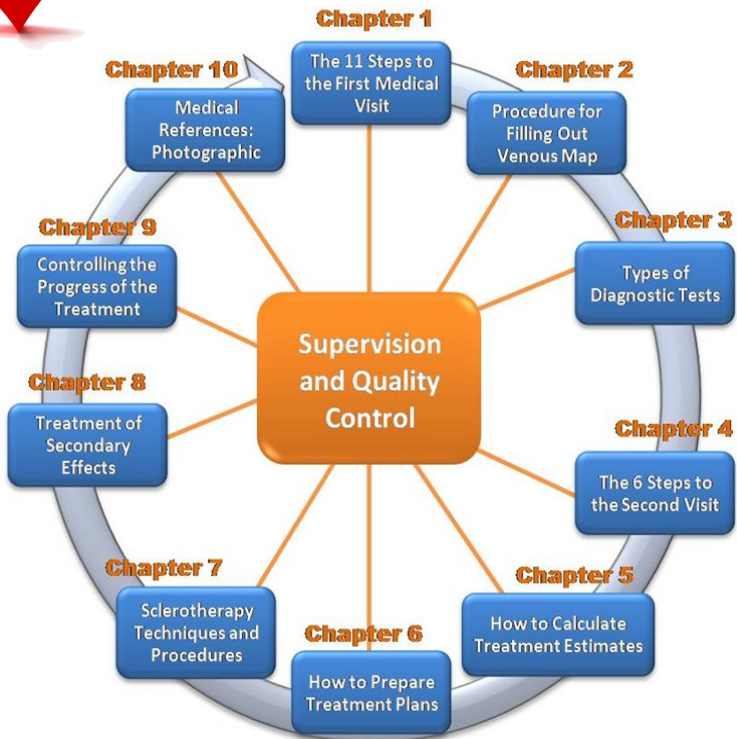 Chapter 1
The 11 Steps to
the First Medical
Visit
Chapter 2
Procedure for
Filling Out
Venous Map
Chapter 3
Types of
Diagnostic Tests
Chapter 4
The 6 Steps to
the Second Visit
Chapter 5
How to Calculate
Treatment Estimates
Chapter 6
How to Prepare
Treatment Plans
Chapter 7
Sclerotherapy
Techniques and
Procedures
Chapter 8
Treatment of
Secondary
Effects
Chapter 9
Controlling the
Progress of the
Treatment
Chapter 10
Medical
References:
Photographic
Supervision
and Quality
Control